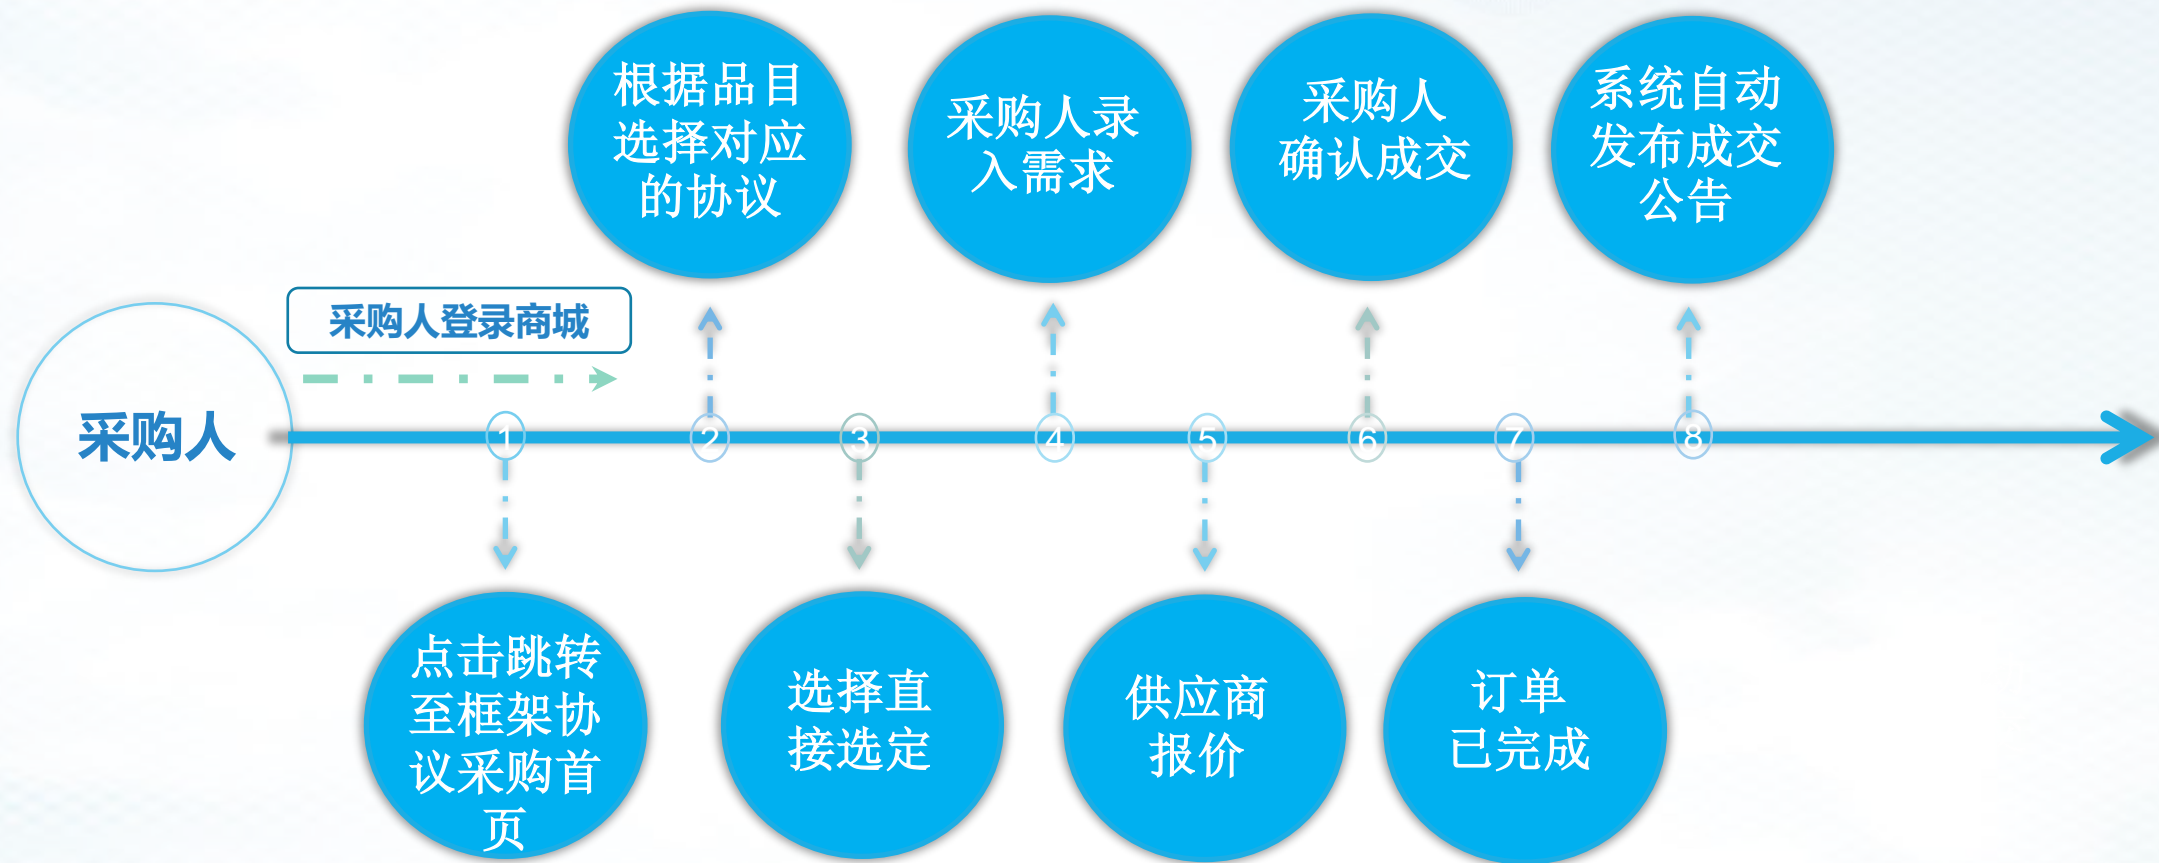 采购人
采购人登录商城
1
点击跳转
至框架协
议采购首
页
2
根据品目
选择对应
的协议
3
选择直
接选定
4
采购人录
入需求
5
供应商
报价
6
采购人
确认成交
7
订单
已完成
8
系统自动
发布成交
公告